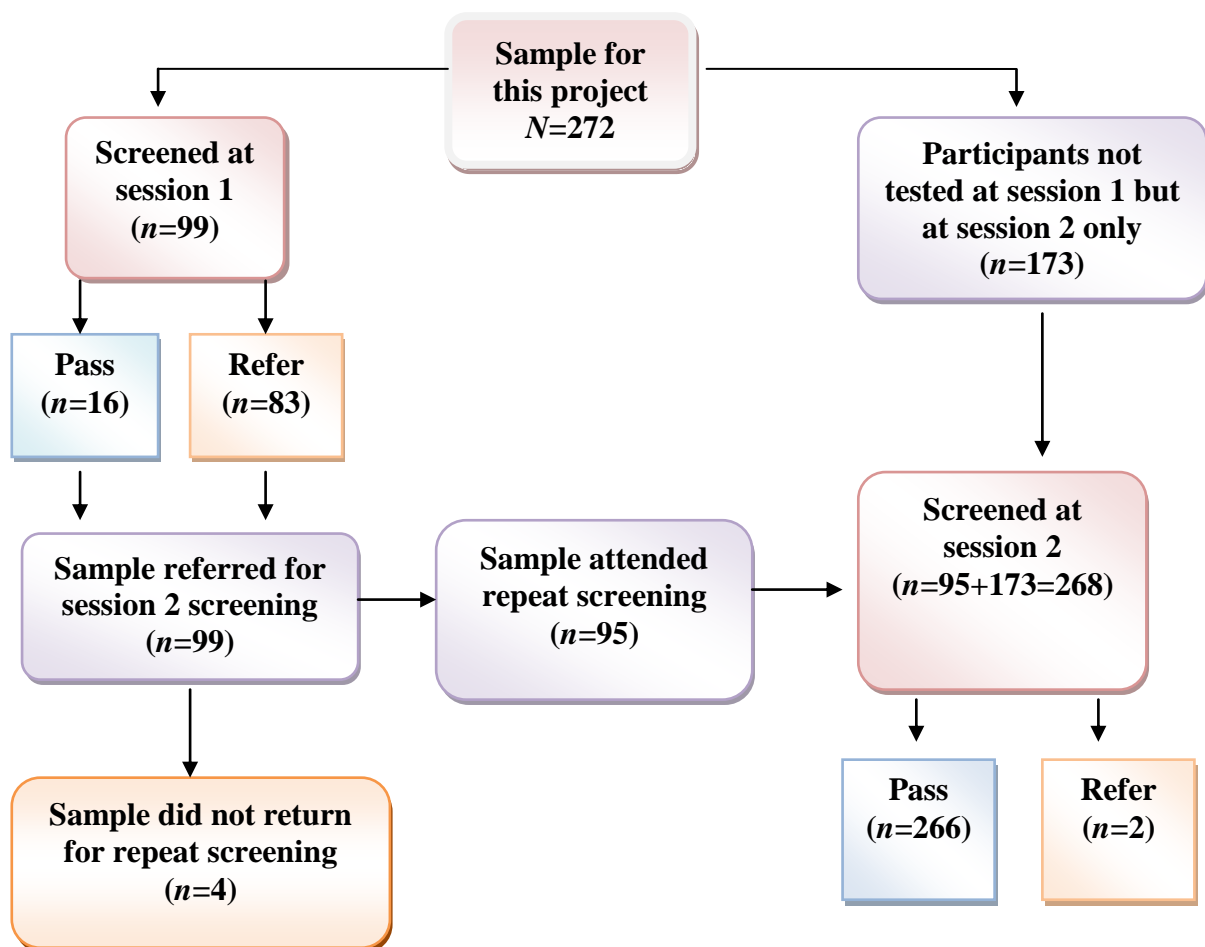 Sample for
this project
N=272
Screened at
session 1
(n=99)
Participants not
tested at session 1 but
at session 2 only
(n=173)
Pass
(n=16)
Refer
(n=83)
Sample referred for
session 2 screening
(n=99)
Sample attended
repeat screening
(n=95)
Screened at
session 2
(n=95+173=268)
Sample did not return
for repeat screening
(n=4)
Pass
(n=266)
Refer
(n=2)